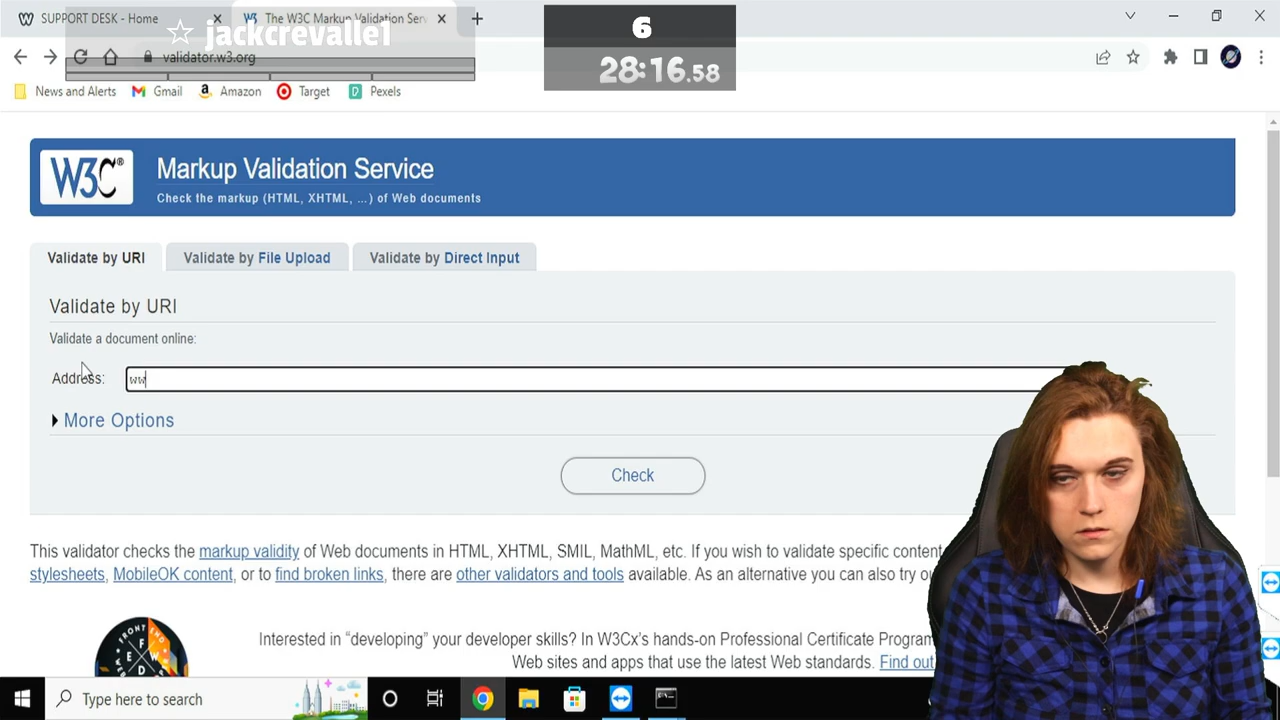 SUPPORT DESK - Home
The W3C Markup Validation Ser
☆ jackcrevalle1
6
28:16.58
validator.w3.org
News and Alerts
Gmail
Amazon
Target
Pexels
W3C®
Markup Validation Service
Check the markup (HTML, XHTML, …) of Web documents
Validate by URI
Validate by File Upload
Validate by Direct Input
Validate by URI
Validate a document online:
Address: ww
More Options
Check
This validator checks the markup validity of Web documents in HTML, XHTML, SMIL, MathML, etc. If you wish to validate specific content
stylesheets, MobileOK content, or to find broken links, there are other validators and tools available. As an alternative you can also try
FRONT END
F
E W
D
Interested in “developing” your developer skills? In W3Cx’s hands-on Professional Certificate
Web sites and apps that use the latest Web standards. Find out
Type here to search